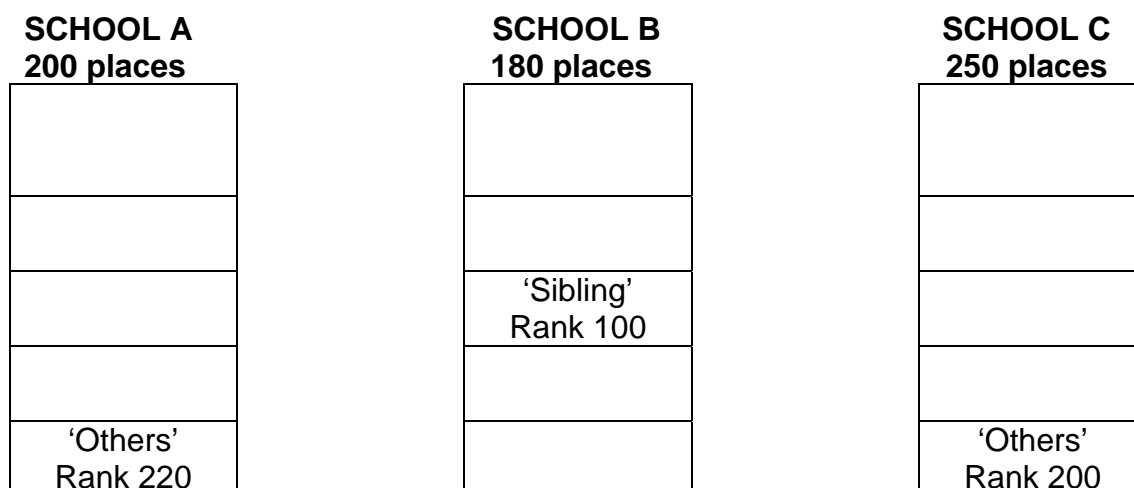 SCHOOL A
200 places
SCHOOL B
180 places
SCHOOL C
250 places
‘Sibling’
Rank 100
‘Others’
Rank 220
‘Others’
Rank 200